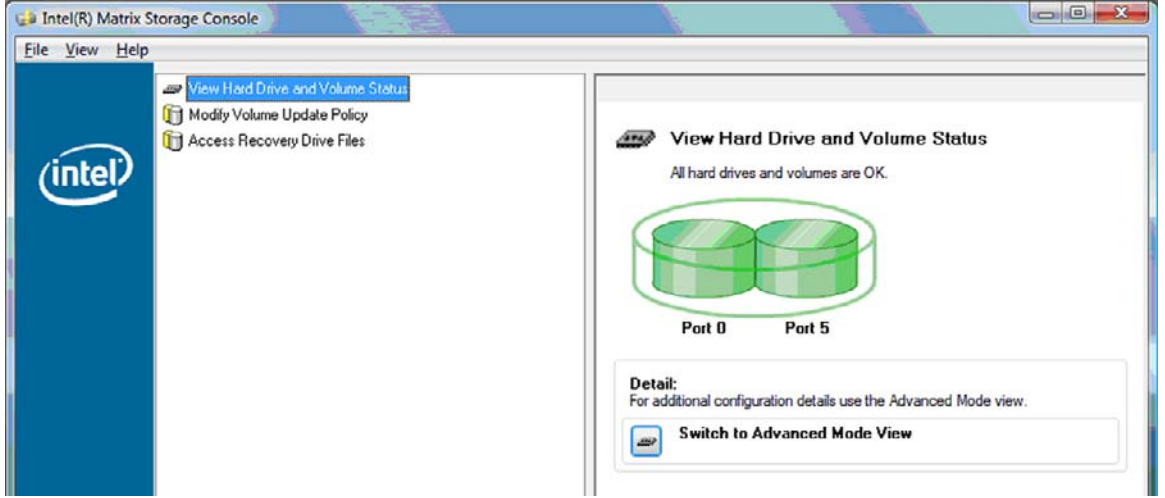 Intel(R) Matrix Storage Console
File View Help
View Hard Drive and Volume Status
Modify Volume Update Policy
Access Recovery Drive Files
intel
View Hard Drive and Volume Status
All hard drives and volumes are OK.
Port 0 Port 5
Detail:
For additional configuration details use the Advanced Mode view.
Switch to Advanced Mode View